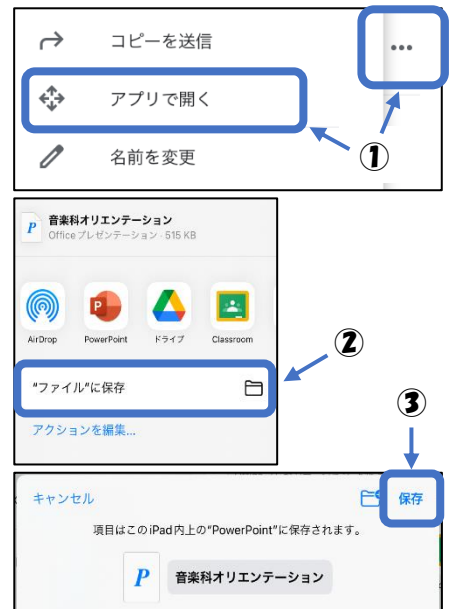 コピーを送信
...
アプリで開く
①
名前を変更
P 音楽科オリエンテーション
Office プレゼンテーション · 515 KB
P
AirDrop PowerPoint ドライブ Classroom
②
"ファイル"に保存
アクションを編集...
③
キャンセル 保存
項目はこのiPad内上の"PowerPoint"に保存されます。
P 音楽科オリエンテーション